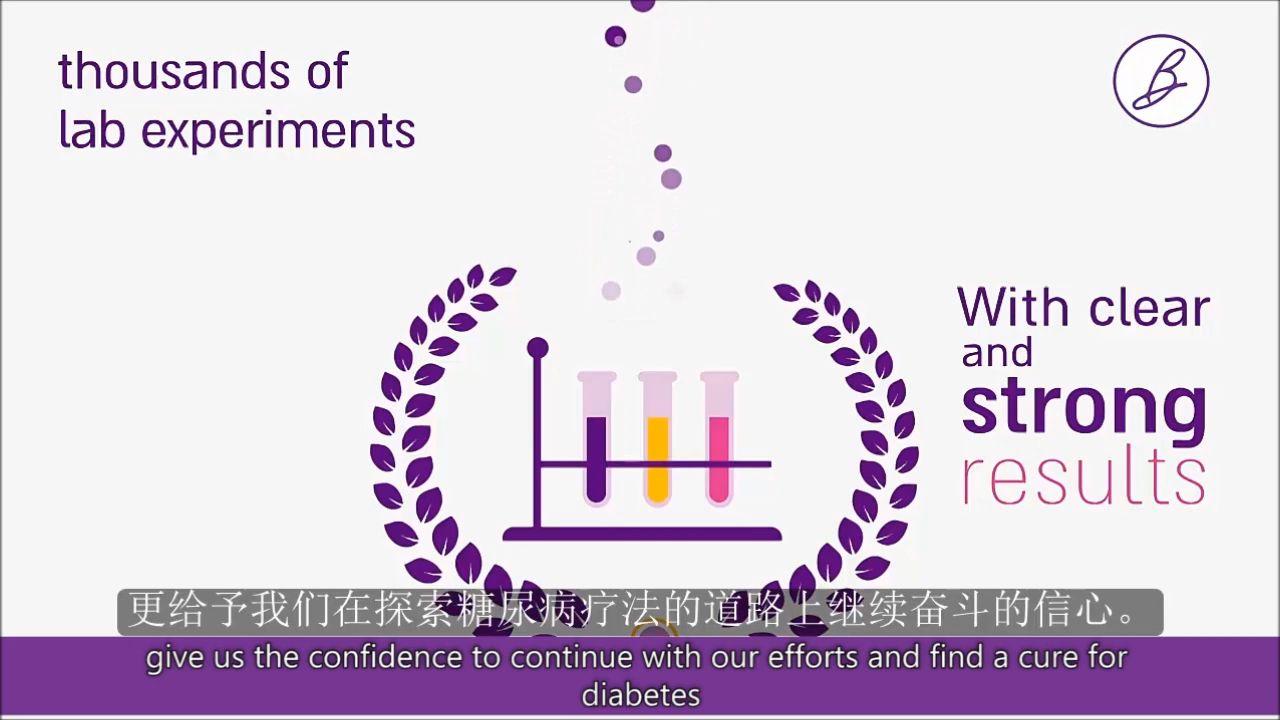 thousands of
lab experiments
With clear
and
strong
results
更给予我们在探索糖尿病疗法的道路上继续奋斗的信心。
give us the confidence to continue with our efforts and find a cure for
diabetes